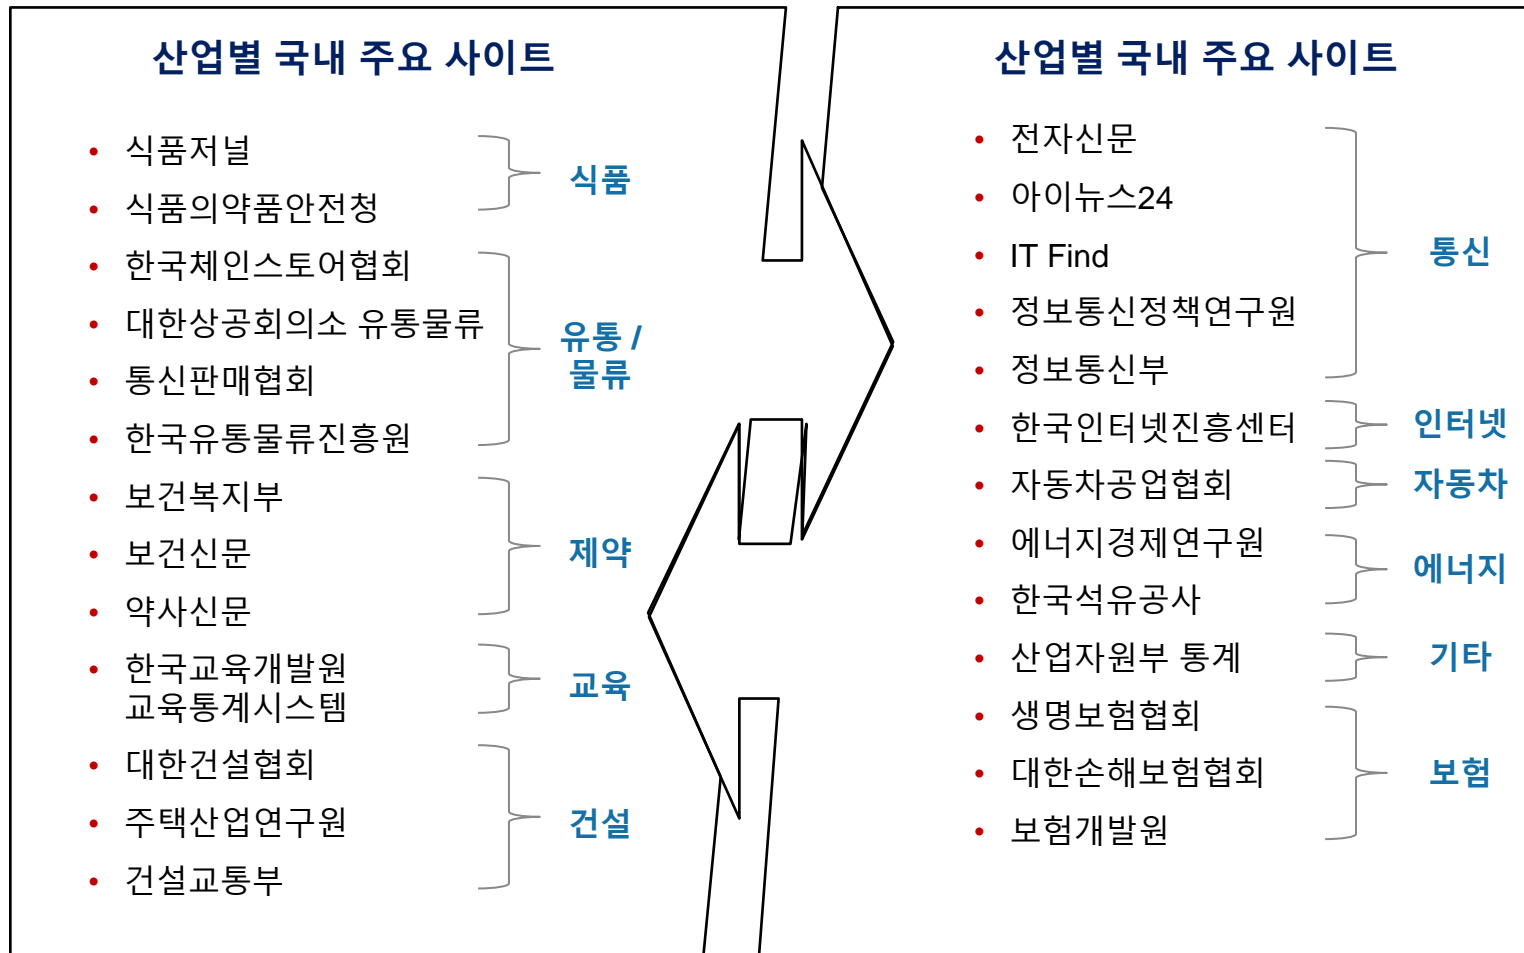 산업별 국내 주요 사이트
• 식품저널
• 식품의약품안전청
식품
• 한국체인스토어협회
• 대한상공회의소 유통물류
• 통신판매협회
• 한국유통물류진흥원
유통 /
물류
• 보건복지부
• 보건신문
• 약사신문
제약
• 한국교육개발원
교육통계시스템
교육
• 대한건설협회
• 주택산업연구원
• 건설교통부
건설
산업별 국내 주요 사이트
• 전자신문
• 아이뉴스24
• IT Find
• 정보통신정책연구원
• 정보통신부
통신
• 한국인터넷진흥센터
인터넷
• 자동차공업협회
자동차
• 에너지경제연구원
• 한국석유공사
에너지
• 산업자원부 통계
기타
• 생명보험협회
• 대한손해보험협회
• 보험개발원
보험